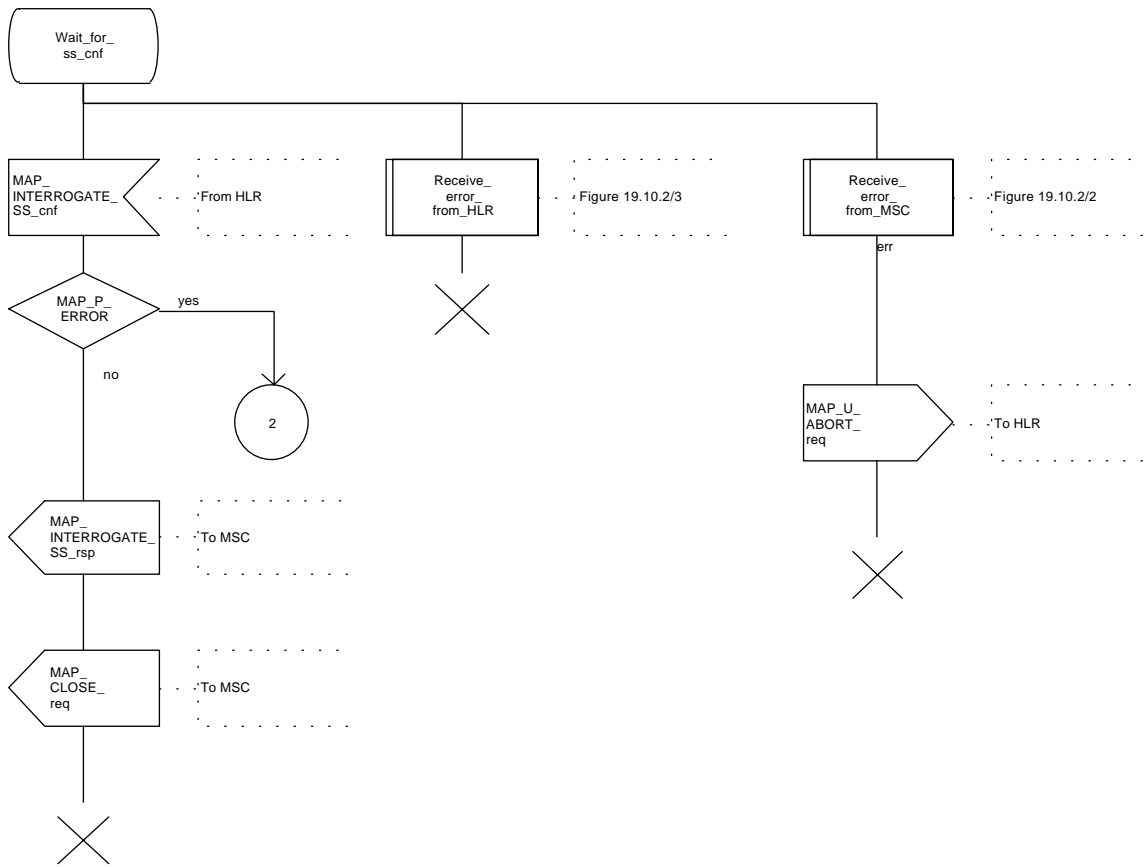 Wait_for_
ss_cnf
MAP_
INTERROGATE_
SS_cnf
From HLR
Receive_
error_
from_HLR
Figure 19.10.2/3
Receive_
error_
from_MSC
Figure 19.10.2/2
err
MAP_P_
ERROR
yes
no
2
MAP_U_
ABORT_
req
To HLR
MAP_
INTERROGATE_
SS_rsp
To MSC
MAP_
CLOSE_
req
To MSC